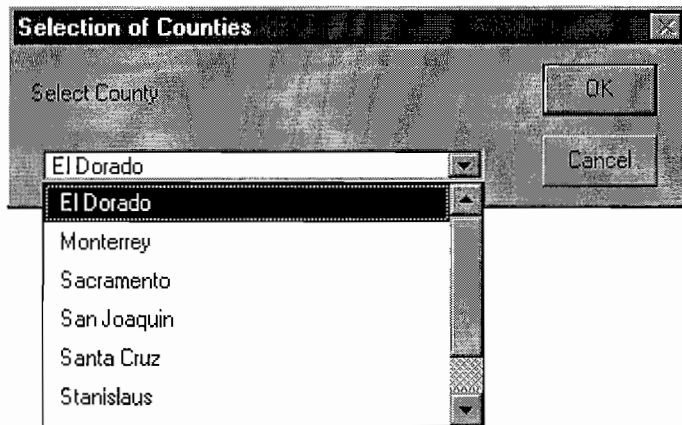 Selection of Counties
Select County
OK
Cancel
El Dorado
El Dorado
Monterrey
Sacramento
San Joaquin
Santa Cruz
Stanislaus